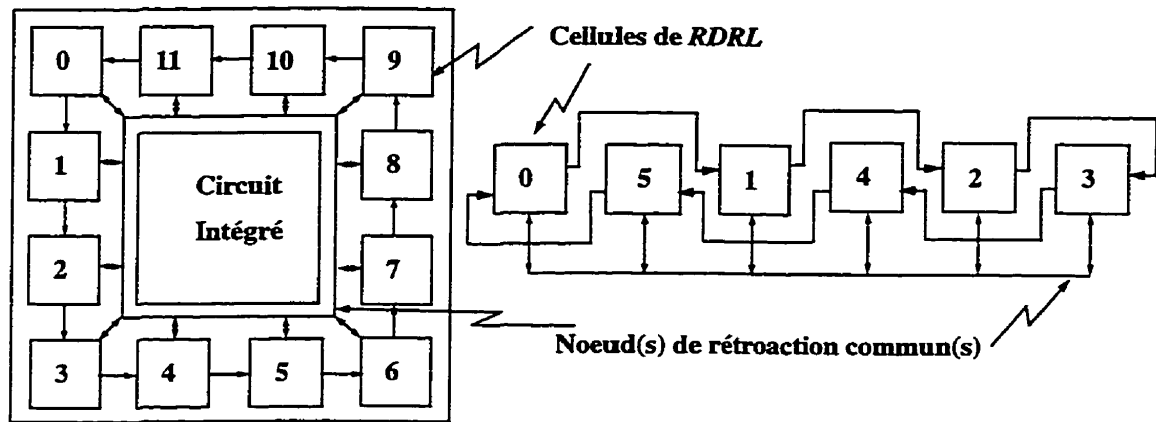 0 11 10 9
Cellules de RDRL
1 8
0 5 1 4 2 3
Circuit
Intégré
2 7
Noeud(s) de rétroaction commun(s)
3 4 5 6